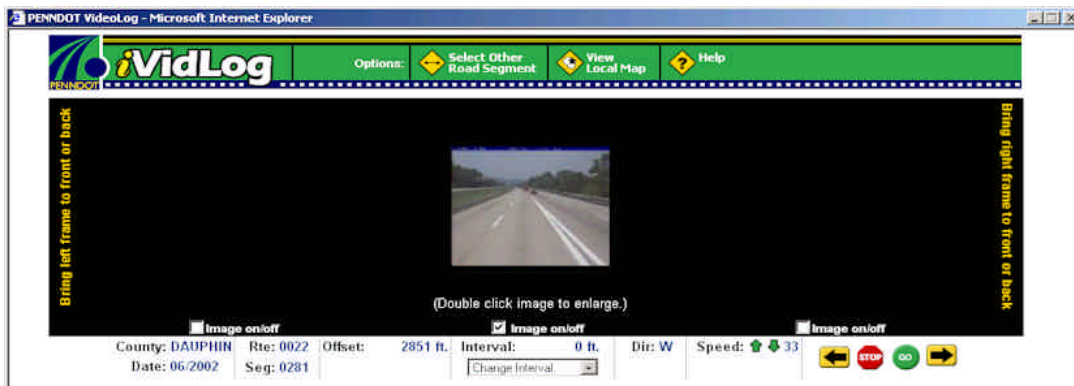 PENNDOT VideoLog - Microsoft Internet Explorer
PENNDOT
iVidLog
Options:
Select Other
Road Segment
View
Local Map
? Help
Bring left frame to front or back
Bring right frame to front or back
(Double click image to enlarge.)
Image on/off
Image on/off
Image on/off
County: DAUPHIN Rte: 0022 Offset: 2851 ft. Interval: 0 ft. Dir: W Speed: 33
Date: 06/2002 Seg: 0281 Change Interval
STOP
GO